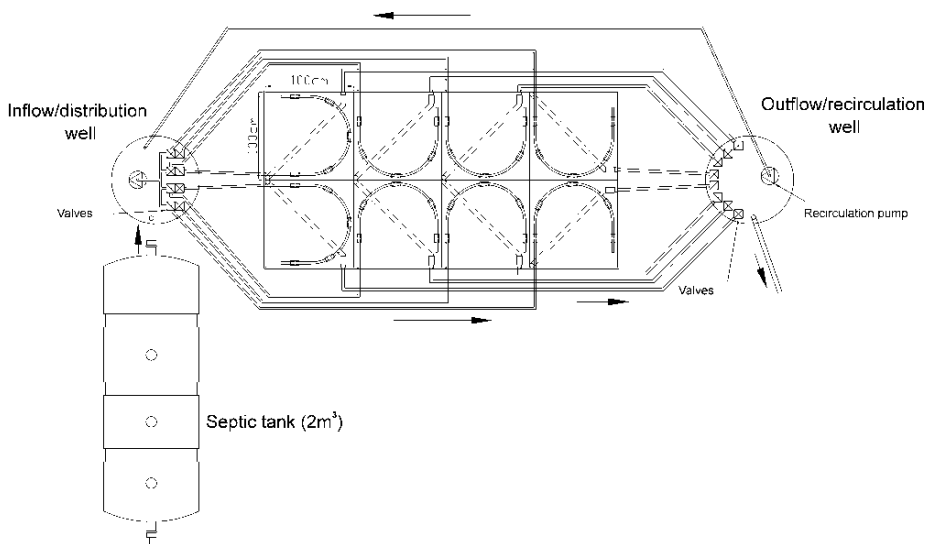 100cm
Inflow/distribution
well
Outflow/recirculation
well
Valves
Recirculation pump
Valves
Septic tank (2m³)